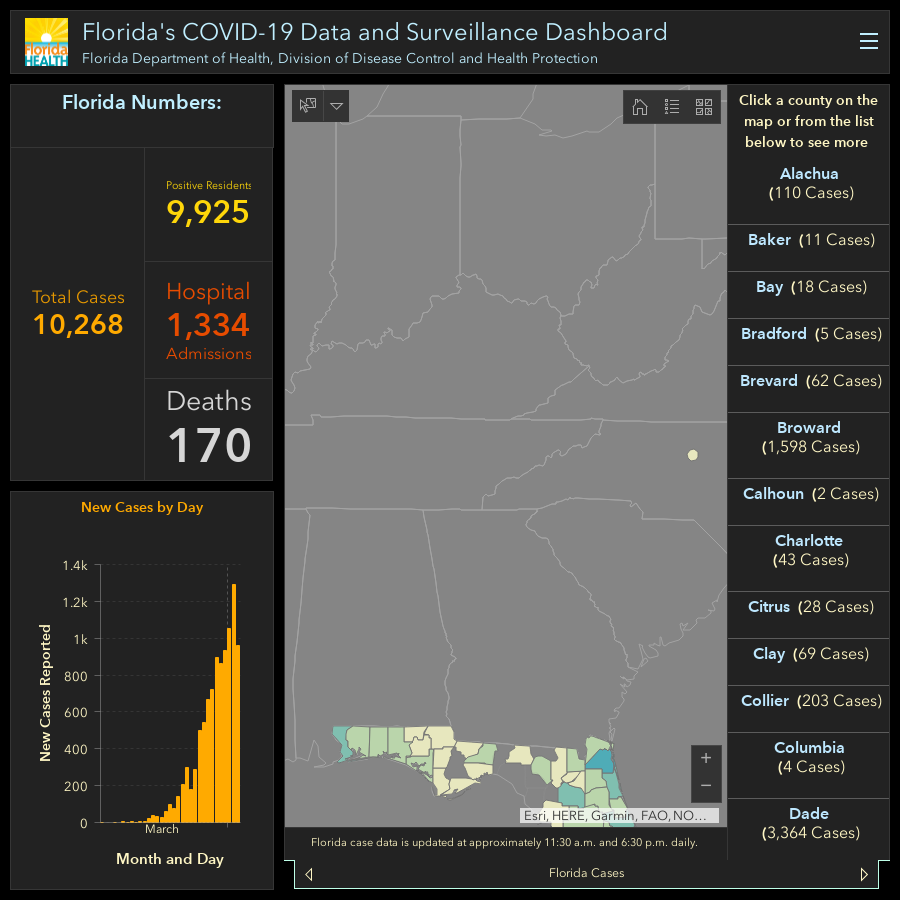 Florida HEALTH
Florida's COVID-19 Data and Surveillance Dashboard
Florida Department of Health, Division of Disease Control and Health Protection
Florida Numbers:
Total Cases
10,268
Positive Residents
9,925
Hospital
1,334
Admissions
Deaths
170
New Cases by Day
New Cases Reported
1.4k
1.2k
1k
800
600
400
200
0
March
Month and Day
+
−
Esri, HERE, Garmin, FAO, NO...
Florida case data is updated at approximately 11:30 a.m. and 6:30 p.m. daily.
Florida Cases
Click a county on the
map or from the list
below to see more
Alachua
(110 Cases)
Baker (11 Cases)
Bay (18 Cases)
Bradford (5 Cases)
Brevard (62 Cases)
Broward
(1,598 Cases)
Calhoun (2 Cases)
Charlotte
(43 Cases)
Citrus (28 Cases)
Clay (69 Cases)
Collier (203 Cases)
Columbia
(4 Cases)
Dade
(3,364 Cases)